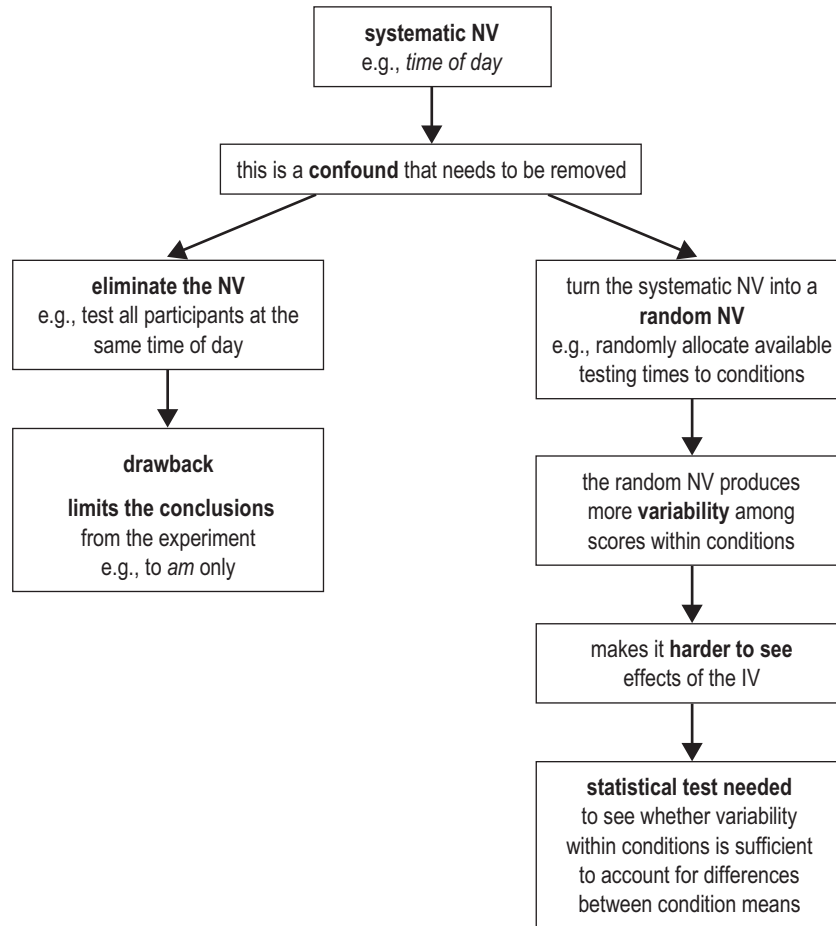 systematic NV
e.g., time of day
this is a confound that needs to be removed
eliminate the NV
e.g., test all participants at the
same time of day
drawback
limits the conclusions
from the experiment
e.g., to am only
turn the systematic NV into a
random NV
e.g., randomly allocate available
testing times to conditions
the random NV produces
more variability among
scores within conditions
makes it harder to see
effects of the IV
statistical test needed
to see whether variability
within conditions is sufficient
to account for differences
between condition means